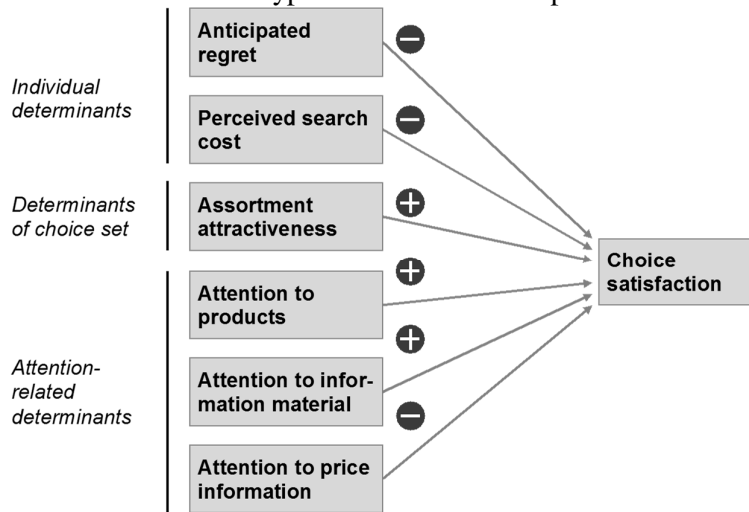 Individual
determinants
Anticipated
regret
−
Perceived search
cost
−
Determinants
of choice set
Assortment
attractiveness
+
Attention-
related
determinants
Attention to
products
+
Attention to infor-
mation material
+
Attention to price
information
−
Choice
satisfaction